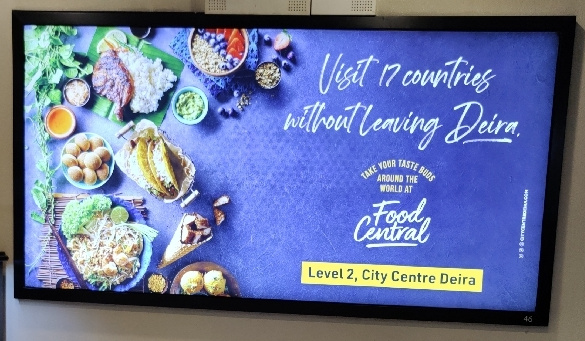 Visit 17 countries
without leaving Deira.
TAKE YOUR TASTE BUDS
AROUND THE
WORLD AT
Food
Central
Level 2, City Centre Deira
46